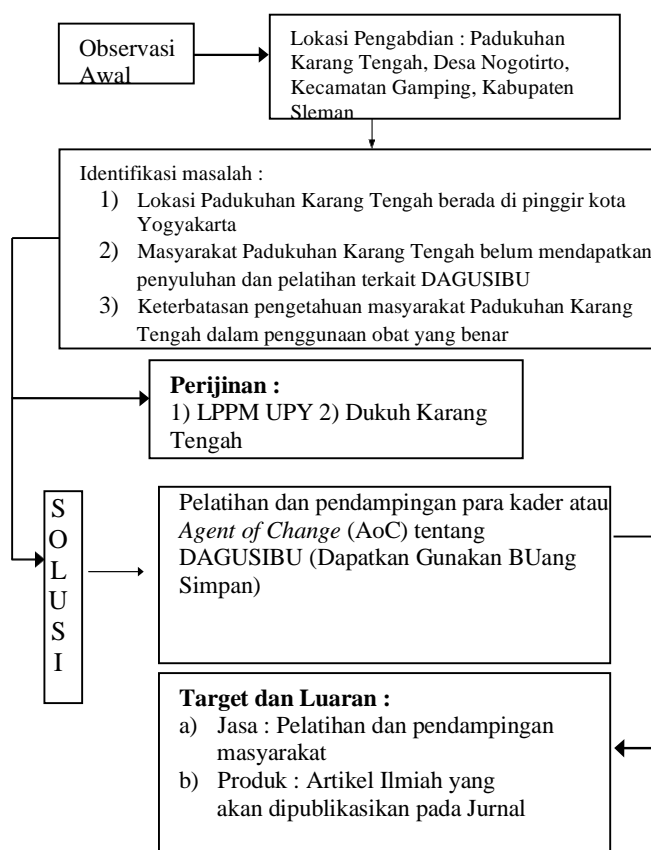 Observasi
Awal
Lokasi Pengabdian : Padukuhan
Karang Tengah, Desa Nogotirto,
Kecamatan Gamping, Kabupaten
Sleman
Identifikasi masalah :
1) Lokasi Padukuhan Karang Tengah berada di pinggir kota
Yogyakarta
2) Masyarakat Padukuhan Karang Tengah belum mendapatkan
penyuluhan dan pelatihan terkait DAGUSIBU
3) Keterbatasan pengetahuan masyarakat Padukuhan Karang
Tengah dalam penggunaan obat yang benar
Perijinan :
1) LPPM UPY 2) Dukuh Karang
Tengah
S
O
L
U
S
I
Pelatihan dan pendampingan para kader atau
Agent of Change (AoC) tentang
DAGUSIBU (Dapatkan Gunakan BUang
Simpan)
Target dan Luaran :
a) Jasa : Pelatihan dan pendampingan
masyarakat
b) Produk : Artikel Ilmiah yang
akan dipublikasikan pada Jurnal